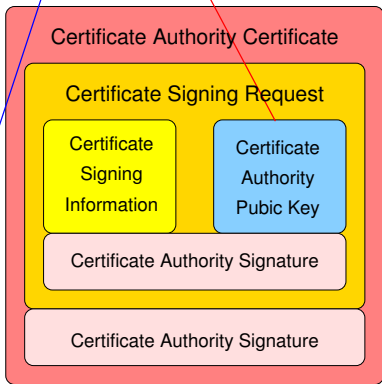 Certificate Authority Certificate
Certificate Signing Request
Certificate
Signing
Information
Certificate
Authority
Pubic Key
Certificate Authority Signature
Certificate Authority Signature